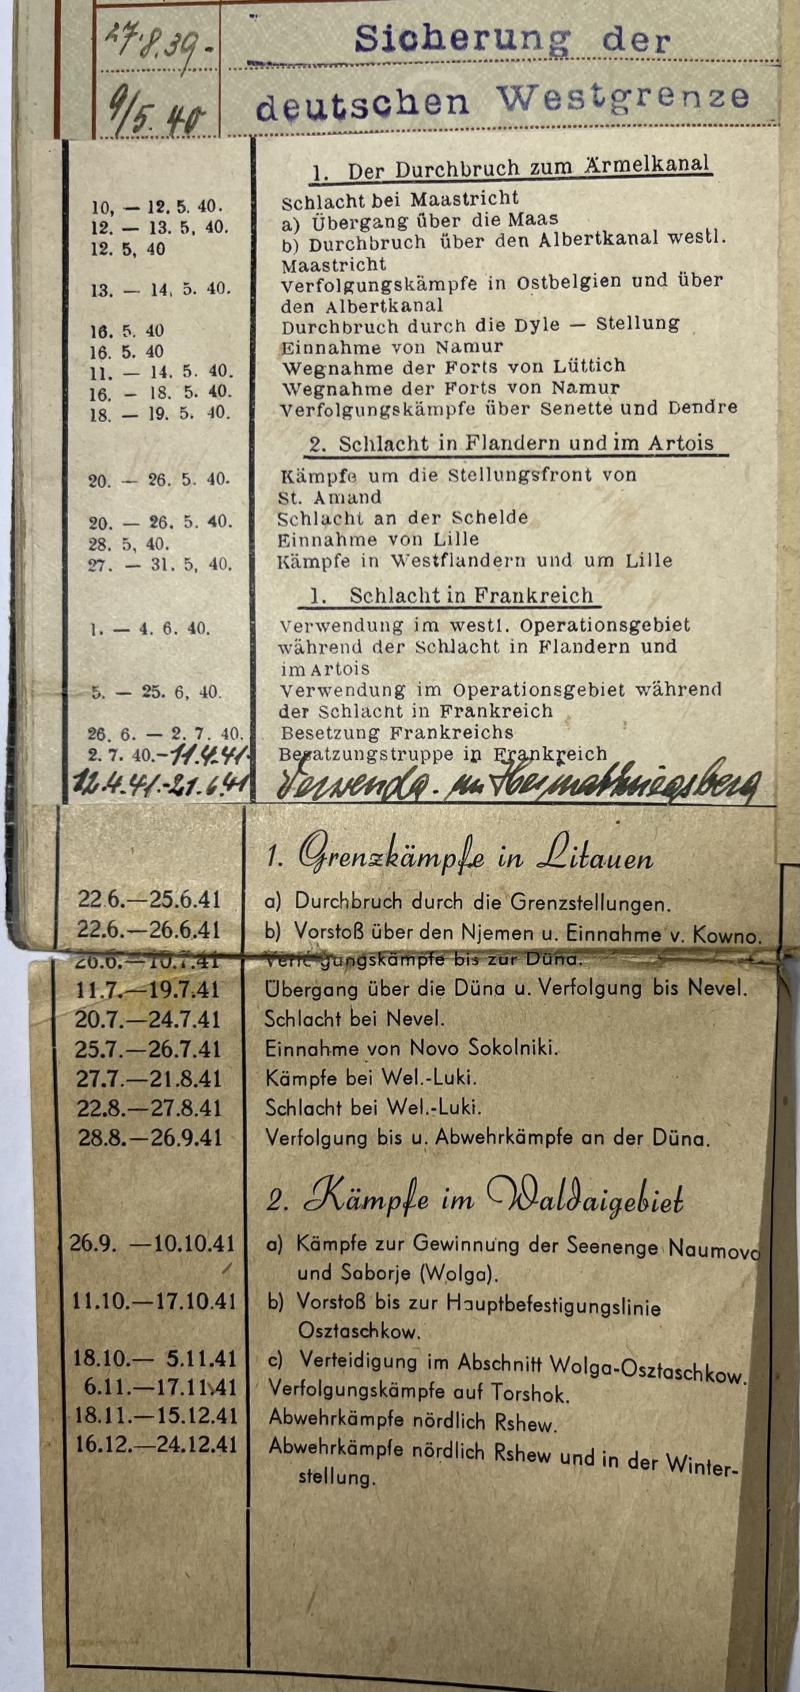 27.8.39.- Sicherung der
9/5.40 deutschen Westgrenze
1. Der Durchbruch zum Ärmelkanal
10, — 12. 5. 40. Schlacht bei Maastricht
12. — 13. 5, 40. a) Übergang über die Maas
12. 5, 40 b) Durchbruch über den Albertkanal westl.
Maastricht
13. — 14, 5. 40. Verfolgungskämpfe in Ostbelgien und über
den Albertkanal
16. 5. 40 Durchbruch durch die Dyle — Stellung
16. 5. 40 Einnahme von Namur
11. — 14. 5. 40. Wegnahme der Forts von Lüttich
16. — 18. 5. 40. Wegnahme der Forts von Namur
18. — 19. 5. 40. Verfolgungskämpfe über Senette und Dendre
2. Schlacht in Flandern und im Artois
20. — 26. 5. 40. Kämpfe um die Stellungsfront von
St. Amand
20. — 26. 5. 40. Schlacht an der Schelde
28. 5, 40. Einnahme von Lille
27. — 31. 5, 40. Kämpfe in Westflandern und um Lille
1. Schlacht in Frankreich
1. — 4. 6. 40. Verwendung im westl. Operationsgebiet
während der Schlacht in Flandern und
im Artois
5. — 25. 6, 40. Verwendung im Operationsgebiet während
der Schlacht in Frankreich
26. 6. — 2. 7. 40. Besetzung Frankreichs
2. 7. 40.-11.4.41. Besatzungstruppe in Frankreich
12.4.41.-21.6.41 Verwendg. im Heimatkriegsberg
1. Grenzkämpfe in Litauen
22.6.—25.6.41 a) Durchbruch durch die Grenzstellungen.
22.6.—26.6.41 b) Vorstoß über den Njemen u. Einnahme v. Kowno.
26.6.—10.7.41 Verfolgungskämpfe bis zur Düna.
11.7.—19.7.41 Übergang über die Düna u. Verfolgung bis Nevel.
20.7.—24.7.41 Schlacht bei Nevel.
25.7.—26.7.41 Einnahme von Novo Sokolniki.
27.7.—21.8.41 Kämpfe bei Wel.-Luki.
22.8.—27.8.41 Schlacht bei Wel.-Luki.
28.8.—26.9.41 Verfolgung bis u. Abwehrkämpfe an der Düna.
2. Kämpfe im Waldaigebiet
26.9. —10.10.41 a) Kämpfe zur Gewinnung der Seenenge Naumovo
und Saborje (Wolga).
11.10.—17.10.41 b) Vorstoß bis zur Hauptbefestigungslinie
Osztaschkow.
18.10.— 5.11.41 c) Verteidigung im Abschnitt Wolga-Osztaschkow.
6.11.—17.11.41 Verfolgungskämpfe auf Torshok.
18.11.—15.12.41 Abwehrkämpfe nördlich Rshew.
16.12.—24.12.41 Abwehrkämpfe nördlich Rshew und in der Winter-
stellung.